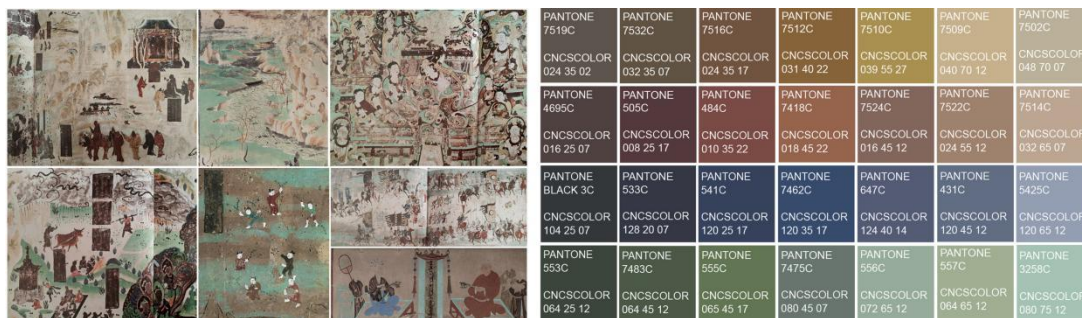 PANTONE
7519C
CNCSCOLOR
024 35 02
PANTONE
7532C
CNCSCOLOR
032 35 07
PANTONE
7516C
CNCSCOLOR
024 35 17
PANTONE
7512C
CNCSCOLOR
031 40 22
PANTONE
7510C
CNCSCOLOR
039 55 27
PANTONE
7509C
CNCSCOLOR
040 70 12
PANTONE
7502C
CNCSCOLOR
048 70 07
PANTONE
4695C
CNCSCOLOR
016 25 07
PANTONE
505C
CNCSCOLOR
008 25 17
PANTONE
484C
CNCSCOLOR
010 35 22
PANTONE
7418C
CNCSCOLOR
018 45 22
PANTONE
7524C
CNCSCOLOR
016 45 12
PANTONE
7522C
CNCSCOLOR
024 55 12
PANTONE
7514C
CNCSCOLOR
032 65 07
PANTONE
BLACK 3C
CNCSCOLOR
104 25 07
PANTONE
533C
CNCSCOLOR
128 20 07
PANTONE
541C
CNCSCOLOR
120 25 17
PANTONE
7462C
CNCSCOLOR
120 35 17
PANTONE
647C
CNCSCOLOR
124 40 14
PANTONE
431C
CNCSCOLOR
120 45 12
PANTONE
5425C
CNCSCOLOR
120 65 12
PANTONE
553C
CNCSCOLOR
064 25 12
PANTONE
7483C
CNCSCOLOR
064 45 12
PANTONE
555C
CNCSCOLOR
065 45 17
PANTONE
7475C
CNCSCOLOR
080 45 07
PANTONE
556C
CNCSCOLOR
072 65 12
PANTONE
557C
CNCSCOLOR
064 65 12
PANTONE
3258C
CNCSCOLOR
080 75 12